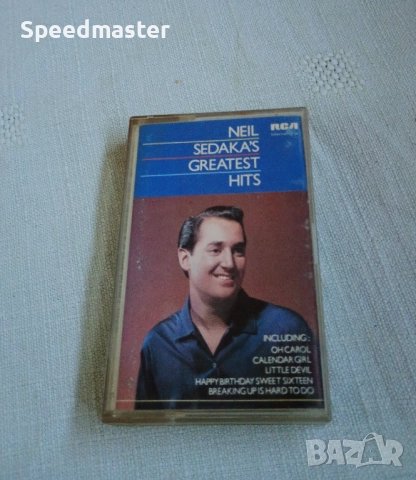 Speedmaster
NEIL
SEDAKA'S
GREATEST
HITS
RCA
INCLUDING:
OH CAROL
CALENDAR GIRL
LITTLE DEVIL
HAPPY BIRTHDAY SWEET SIXTEEN
BREAKING UP IS HARD TO DO
BAZAR
bg